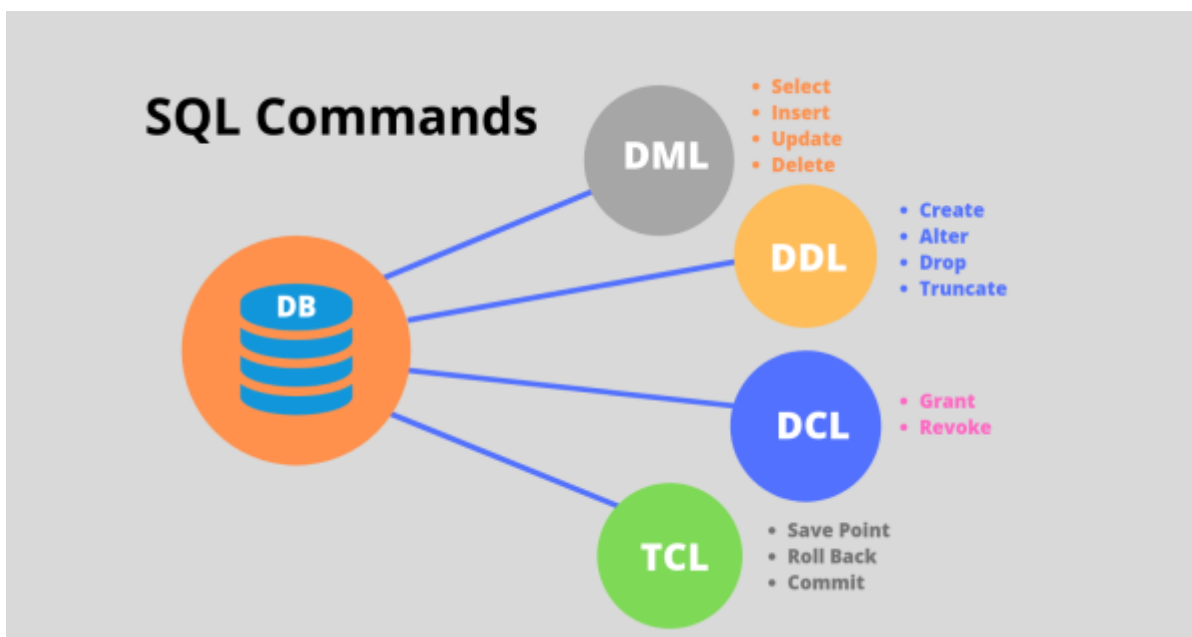 SQL Commands
DML
• Select
• Insert
• Update
• Delete
DDL
• Create
• Alter
• Drop
• Truncate
DB
DCL
• Grant
• Revoke
TCL
• Save Point
• Roll Back
• Commit